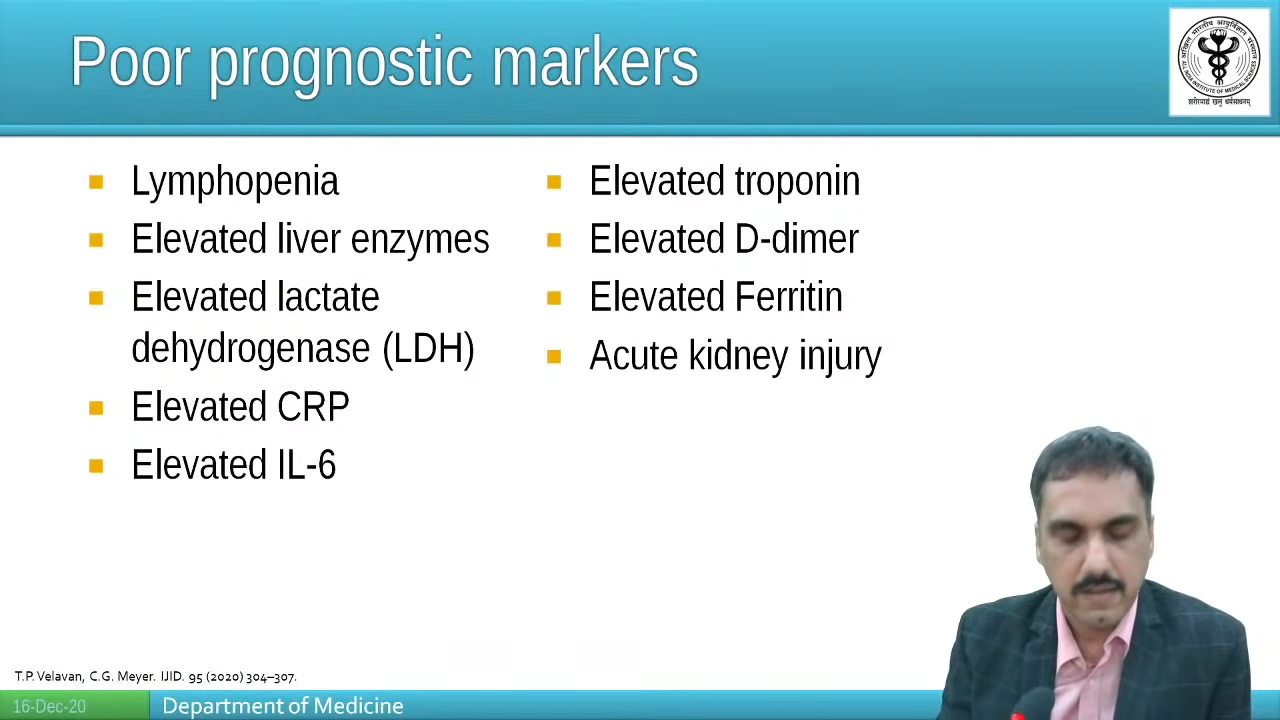 Poor prognostic markers
Lymphopenia
Elevated liver enzymes
Elevated lactate
dehydrogenase (LDH)
Elevated CRP
Elevated IL-6
Elevated troponin
Elevated D-dimer
Elevated Ferritin
Acute kidney injury
T.P. Velavan, C.G. Meyer. IJID. 95 (2020) 304–307.
16-Dec-20
Department of Medicine